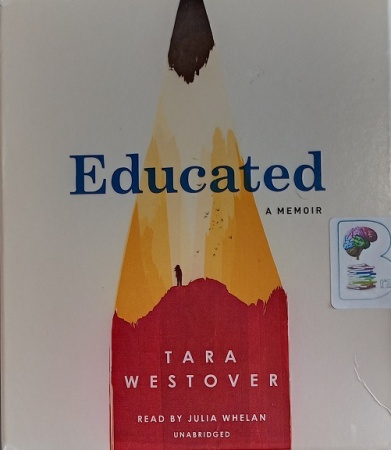 Educated
A MEMOIR
TARA
WESTOVER
READ BY JULIA WHELAN
UNABRIDGED